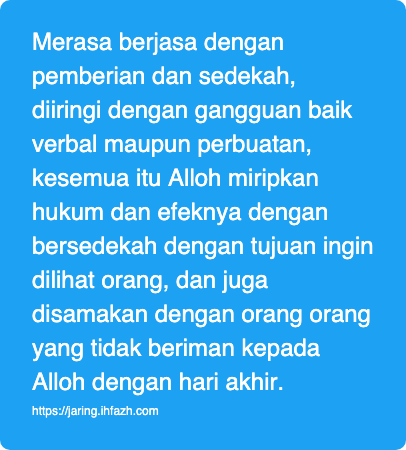 Merasa berjasa dengan
pemberian dan sedekah,
diiringi dengan gangguan baik
verbal maupun perbuatan,
kesemua itu Alloh miripkan
hukum dan efeknya dengan
bersedekah dengan tujuan ingin
dilihat orang, dan juga
disamakan dengan orang orang
yang tidak beriman kepada
Alloh dengan hari akhir.
https://jaring.ihfazh.com